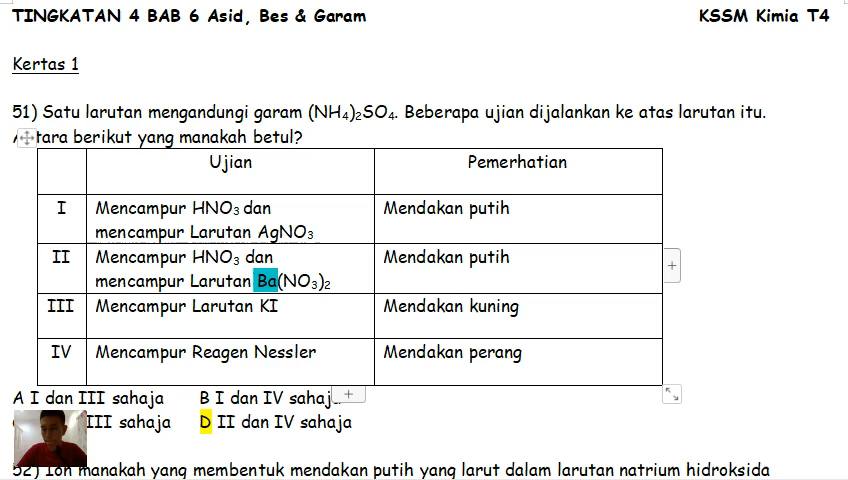 TINGKATAN 4 BAB 6 Asid, Bes & Garam KSSM Kimia T4
Kertas 1
51) Satu larutan mengandungi garam (NH₄)₂SO₄. Beberapa ujian dijalankan ke atas larutan itu.
tara berikut yang manakah betul?
Ujian Pemerhatian
I Mencampur HNO₃ dan Mendakan putih
mencampur Larutan AgNO₃
II Mencampur HNO₃ dan Mendakan putih
mencampur Larutan Ba(NO₃)₂
III Mencampur Larutan KI Mendakan kuning
IV Mencampur Reagen Nessler Mendakan perang
A I dan III sahaja B I dan IV sahaj
III sahaja D II dan IV sahaja
52) Ion manakah yang membentuk mendakan putih yang larut dalam larutan natrium hidroksida